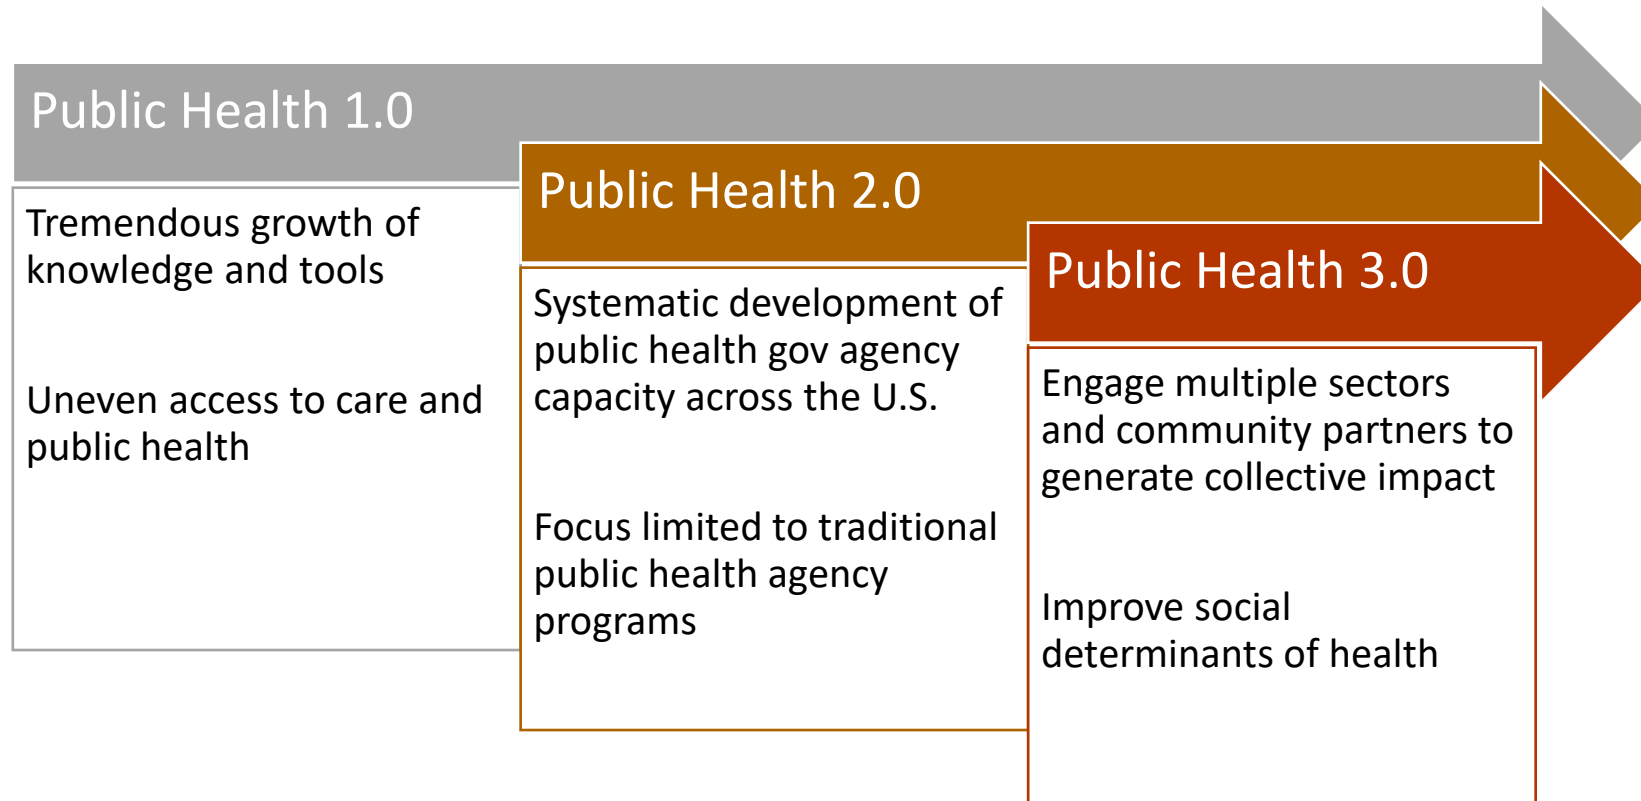 Public Health 1.0
Tremendous growth of
knowledge and tools
Uneven access to care and
public health
Public Health 2.0
Systematic development of
public health gov agency
capacity across the U.S.
Focus limited to traditional
public health agency
programs
Public Health 3.0
Engage multiple sectors
and community partners to
generate collective impact
Improve social
determinants of health